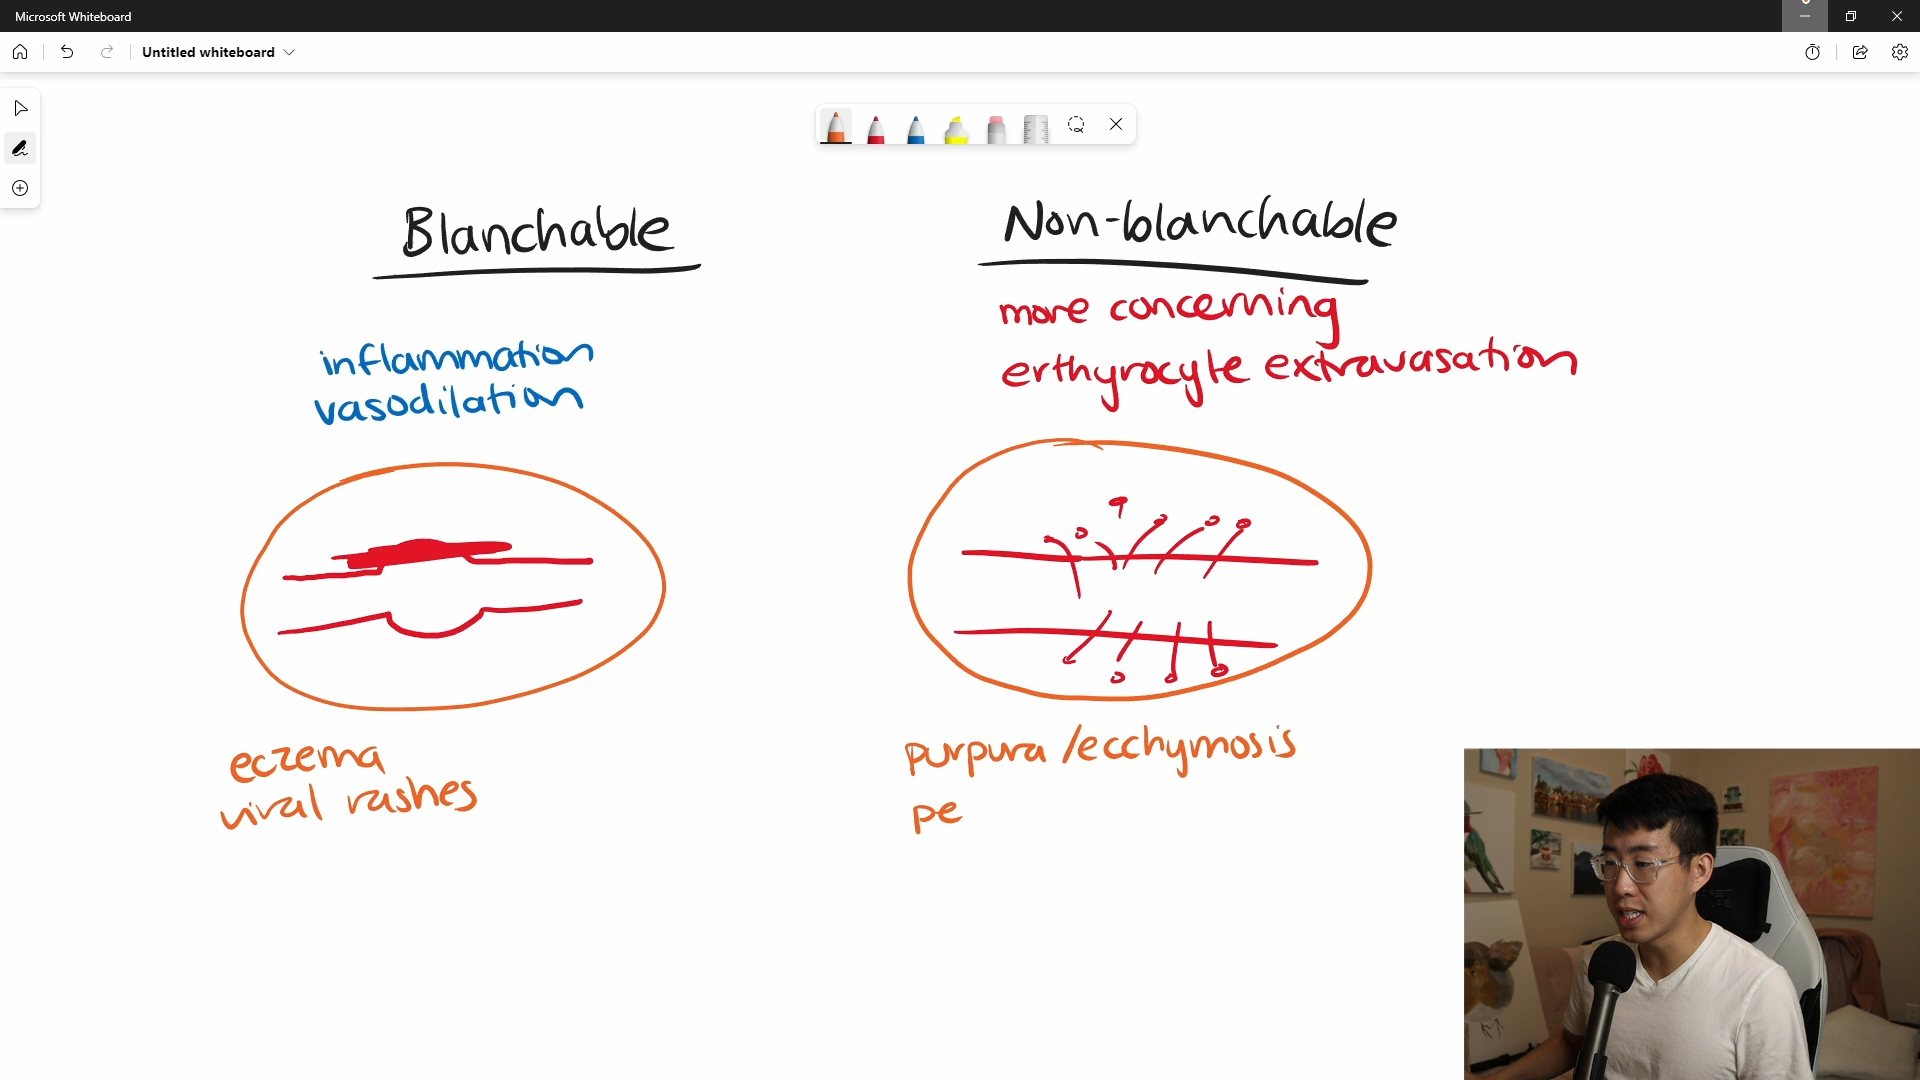 Microsoft Whiteboard
Untitled whiteboard
Blanchable
Non-blanchable
more concerning
erthyrocyte extravasation
inflammation
vasodilation
eczema
viral rashes
purpura /ecchymosis
pe